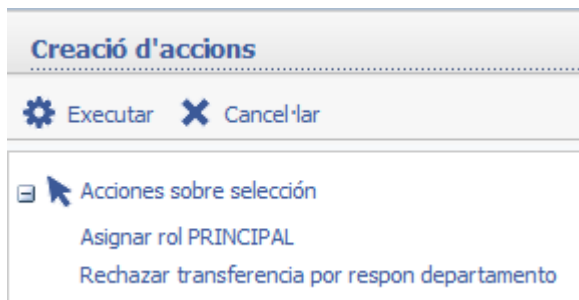 Creació d'accions
Executar Cancel·lar
Acciones sobre selección
Asignar rol PRINCIPAL
Rechazar transferencia por respon departamento